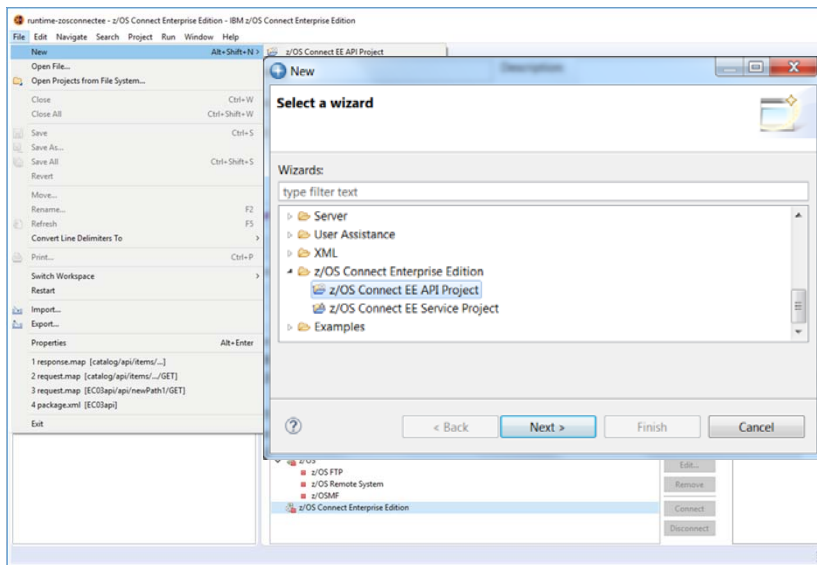 runtime-zosconnectee - z/OS Connect Enterprise Edition - IBM z/OS Connect Enterprise Edition
File Edit Navigate Search Project Run Window Help
New Alt+Shift+N >
z/OS Connect EE API Project
Open File...
Open Projects from File System...
Close Ctrl+W
Close All Ctrl+Shift+W
Save Ctrl+S
Save As...
Save All Ctrl+Shift+S
Revert
Move...
Rename... F2
Refresh F5
Convert Line Delimiters To >
Print... Ctrl+P
Switch Workspace >
Restart
Import...
Export...
Properties Alt+Enter
1 response.map [catalog/api/items/...]
2 request.map [catalog/api/items/.../GET]
3 request.map [EC03api/api/newPath1/GET]
4 package.xml [EC03api]
Exit
New
Description
Select a wizard
Wizards:
type filter text
Server
User Assistance
XML
z/OS Connect Enterprise Edition
z/OS Connect EE API Project
z/OS Connect EE Service Project
Examples
?
< Back Next > Finish Cancel
z/OS
z/OS FTP
z/OS Remote System
z/OSMF
z/OS Connect Enterprise Edition
Edit...
Remove
Connect
Disconnect